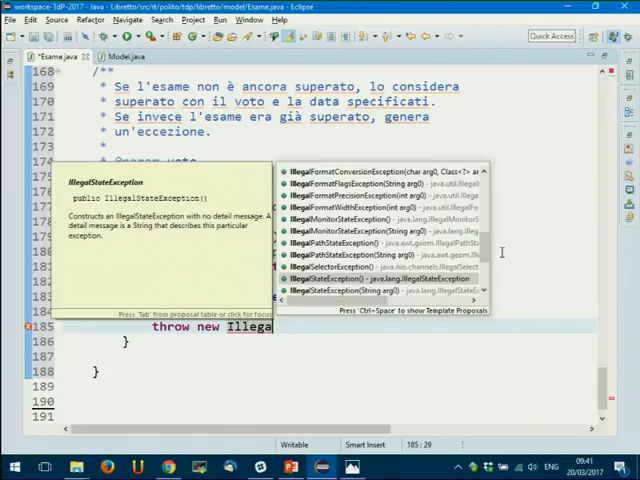 workspace-TdP-2017 - Java - Libretto/src/it/polito/tdp/libretto/model/Esame.java - Eclipse
File Edit Source Refactor Navigate Search Project Run Window Help
Quick Access
*Esame.java
Model.java
168 /**
169 * Se l'esame non è ancora superato, lo considera
170 * superato con il voto e la data specificati.
171 * Se invece l'esame era già superato, genera
172 * un'eccezione.
173 *
174 * @param voto
IllegalStateException
public IllegalStateException()
Constructs an IllegalStateException with no detail message. A
detail message is a String that describes this particular
exception.
Press 'Tab' from proposal table or click for focus
IllegalFormatConversionException(char arg0, Class<?> arg
IllegalFormatFlagsException(String arg0) - java.util.Illegal
IllegalFormatPrecisionException(int arg0) - java.util.Illegal
IllegalFormatWidthException(int arg0) - java.util.Illegal
IllegalMonitorStateException() - java.lang.IllegalMonitorSt
IllegalMonitorStateException(String arg0) - java.lang.Illega
IllegalPathStateException() - java.awt.geom.IllegalPathSt
IllegalPathStateException(String arg0) - java.awt.geom.Ille
IllegalSelectorException() - java.nio.channels.IllegalSelect
IllegalStateException() - java.lang.IllegalStateException
IllegalStateException(String arg0) - java.lang.IllegalStateE
Press 'Ctrl+Space' to show Template Proposals
185 throw new Illega
186 }
187
188 }
189
190
191
Writable
Smart Insert
185 : 29
ENG
09:41
20/03/2017